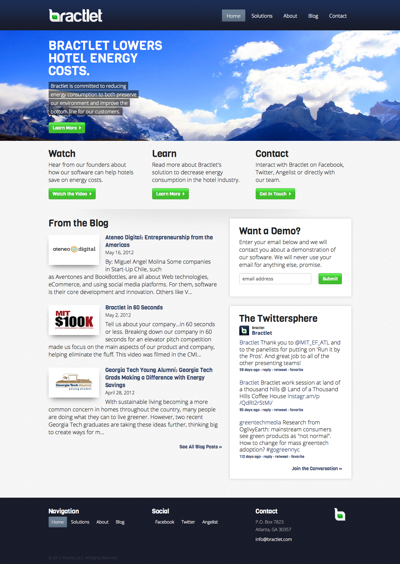 bractlet
Home Solutions About Blog Contact
BRACTLET LOWERS
HOTEL ENERGY
COSTS.
Bractlet is committed to reducing
energy consumption to both preserve
our environment and improve the
bottom line for our customers.
Learn More
Watch
Hear from our founders about
how our software can help hotels
save on energy costs.
Watch the Video
Learn
Read more about Bractlet's
solution to decrease energy
consumption in the hotel industry.
Learn More
Contact
Interact with Bractlet on Facebook,
Twitter, Angelist or directly with
our team.
Get In Touch
From the Blog
ateneo digital
Ateneo Digital: Entrepreneurship from the
Americas
May 16, 2012
By: Miguel Angel Molina Some companies
in Start-Up Chile, such
as Aventones and BookBottles, are all about Web technologies,
eCommerce, and using social media platforms. For them, software
is their core development and innovation. Others like V...
MIT
$100K
Bractlet in 60 Seconds
May 2, 2012
Tell us about your company...in 60 seconds
or less. Breaking down our company in 60
seconds for an elevator pitch competition
made us focus on the main aspects of our product and company,
helping eliminate the fluff. This video was filmed in the CMI...
Georgia Tech
Georgia Tech Young Alumni: Georgia Tech
Grads Making a Difference with Energy
Savings
April 28, 2012
With sustainable living becoming a more
common concern in homes throughout the country, many people
are doing what they can to live greener. However, two recent
Georgia Tech graduates are taking these ideas further, thinking big
to create ways for m...
See All Blog Posts »
Want a Demo?
Enter your email below and we will
contact you about a demonstration of
our software. We will never use your
email for anything else, promise.
email address
Submit
The Twittersphere
Bractlet
Bractlet
Bractlet Thank you to @MIT_EF_ATL and
to the panelists for putting on 'Run it by
the Pros'. And great job to all of the
other presenting teams!
58 days ago · reply · retweet · favorite
Bractlet Bractlet work session at land of
a thousand hills @ Land of a Thousand
Hills Coffee House instagr.am/p
58 days ago · reply · retweet · favorite
greentechmedia Research from
OgilvyEarth: mainstream consumers
see green products as "not normal".
How to change for mass greentech
adoption? #gogreennyc
112 days ago · reply · retweet · favorite
Join the Conversation »
Navigation
Home Solutions About Blog
Social
Facebook Twitter Angelist
Contact
P.O. Box 7823
Atlanta, GA 30357
info@bractlet.com